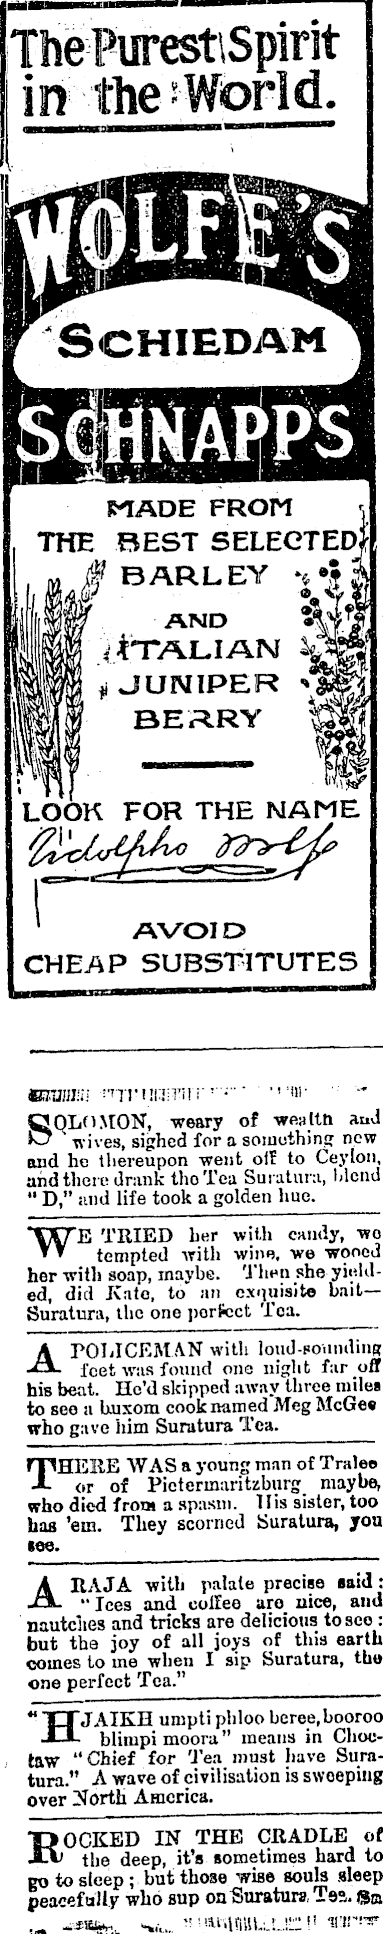 The Purest Spirit
in the World.
WOLFE'S
SCHIEDAM
SCHNAPPS
MADE FROM
THE BEST SELECTED
BARLEY
AND
ITALIAN
JUNIPER
BERRY
LOOK FOR THE NAME
Udolpho Wolfe
AVOID
CHEAP SUBSTITUTES
SOLOMON, weary of wealth and
wives, sighed for a something new
and he thereupon went off to Ceylon,
and there drank the Tea Suratura, blend
"D," and life took a golden hue.
WE TRIED her with candy, we
tempted with wine, we wooed
her with soap, maybe. Then she yield-
ed, did Kate, to an exquisite bait—
Suratura, the one perfect Tea.
A POLICEMAN with loud-sounding
feet was found one night far off
his beat. He'd skipped away three miles
to see a buxom cook named Meg McGee
who gave him Suratura Tea.
THERE WAS a young man of Tralee
or of Pietermaritzburg maybe,
who died from a spasm. His sister, too
has 'em. They scorned Suratura, you
see.
A RAJA with palate precise said:
"Ices and coffee are nice, and
nautches and tricks are delicious to see:
but the joy of all joys of this earth
comes to me when I sip Suratura, the
one perfect Tea."
"HJAIKH umpti phloo beree, booroo
blimpi moora" means in Choc-
taw "Chief for Tea must have Sura-
tura." A wave of civilisation is sweeping
over North America.
ROCKED IN THE CRADLE of
the deep, it's sometimes hard to
go to sleep; but those wise souls sleep
peacefully who sup on Suratura Tea.